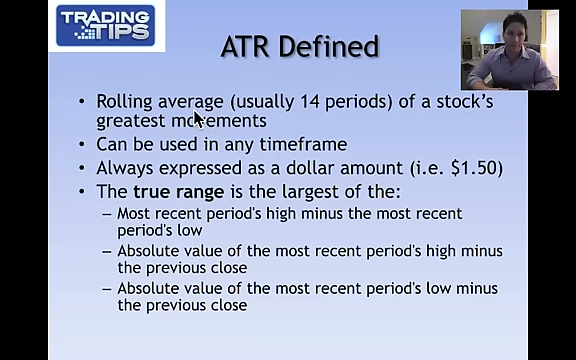 TRADING
TIPS
ATR Defined
• Rolling average (usually 14 periods) of a stock's
greatest movements
• Can be used in any timeframe
• Always expressed as a dollar amount (i.e. $1.50)
• The true range is the largest of the:
– Most recent period's high minus the most recent
period's low
– Absolute value of the most recent period's high minus
the previous close
– Absolute value of the most recent period's low minus
the previous close